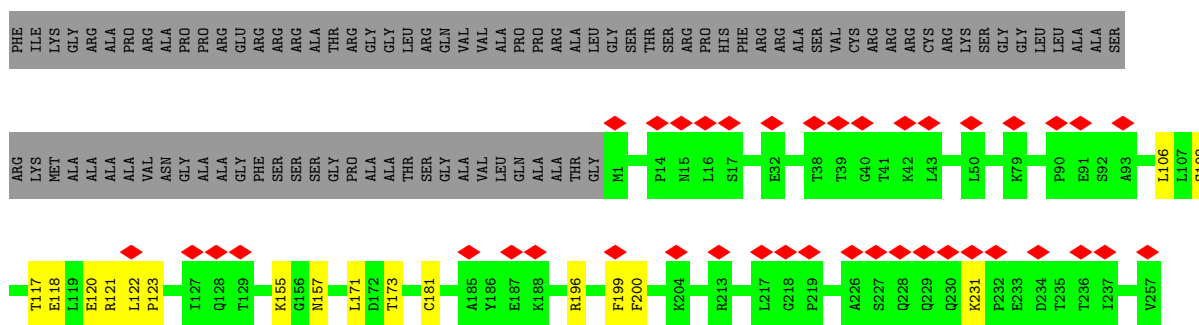 PHE ILE LYS GLY ARG ALA PRO ARG ALA PRO PRO ARG GLU ARG ARG ARG ALA THR ARG GLY GLY LEU ARG GLN VAL VAL ALA PRO PRO ARG ALA LEU GLY SER THR SER ARG PRO HIS PHE ARG ARG ALA SER VAL CYS ARG ARG ARG CYS ARG LYS SER GLY GLY LEU LEU ALA ALA SER
ARG LYS MET ALA ALA ALA ALA VAL ASN GLY ALA ALA GLY PHE SER SER SER GLY PRO ALA ALA THR SER GLY ALA VAL LEU GLN ALA ALA THR GLY M1 P14 N15 L16 S17 E32 T38 T39 G40 T41 K42 L43 L50 K79 P90 E91 S92 A93 L106 L107
T117 E118 L119 E120 R121 L122 P123 I127 Q128 T129 K155 G156 N157 L171 D172 T173 C181 A185 Y186 E187 K188 R196 F199 F200 K204 R213 L217 G218 P219 A226 S227 Q228 Q229 Q230 K231 P232 E233 D234 T235 T236 I237 V257